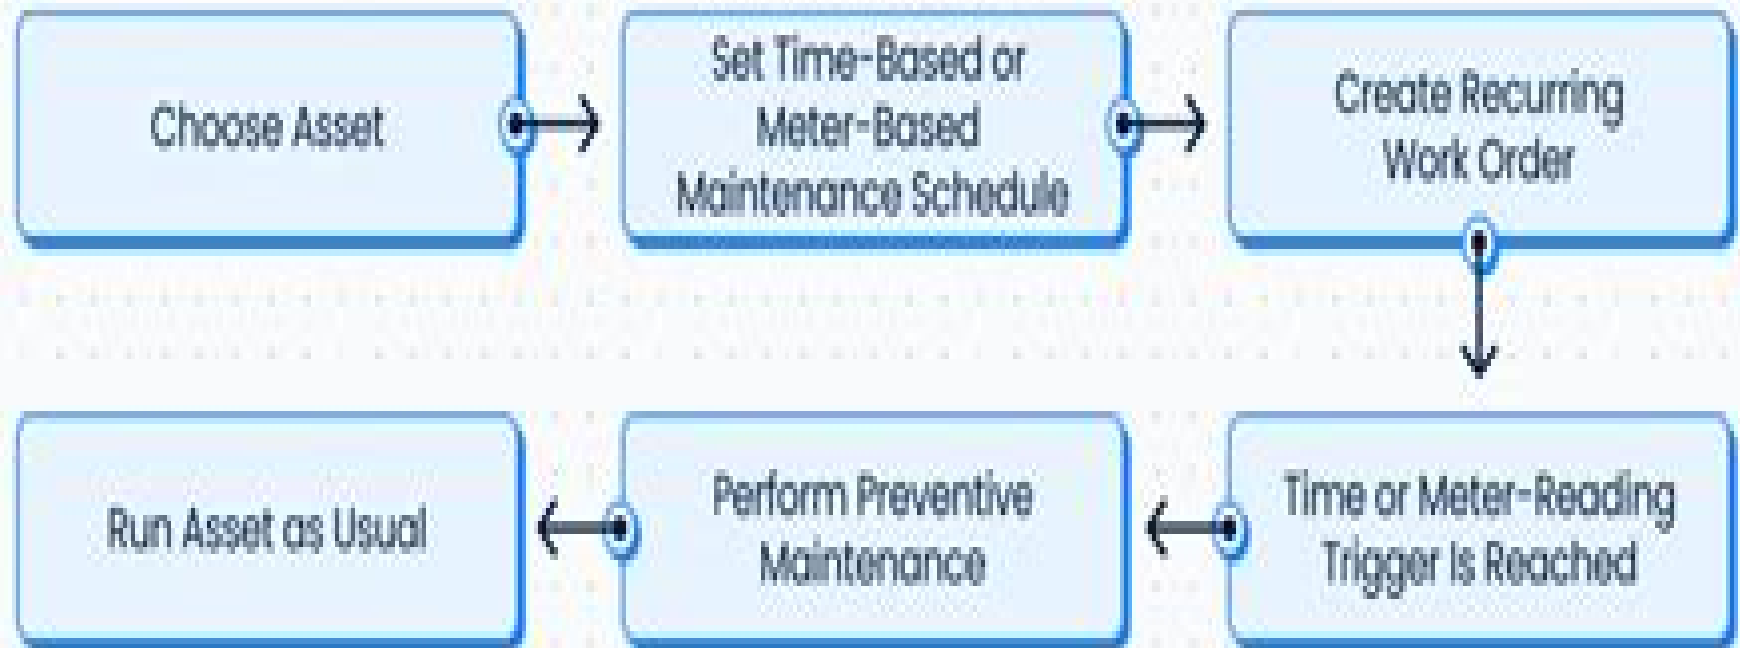 Choose Asset
Set Time-Based or
Meter-Based
Maintenance Schedule
Create Recurring
Work Order
Time or Meter-Reading
Trigger Is Reached
Perform Preventive
Maintenance
Run Asset as Usual